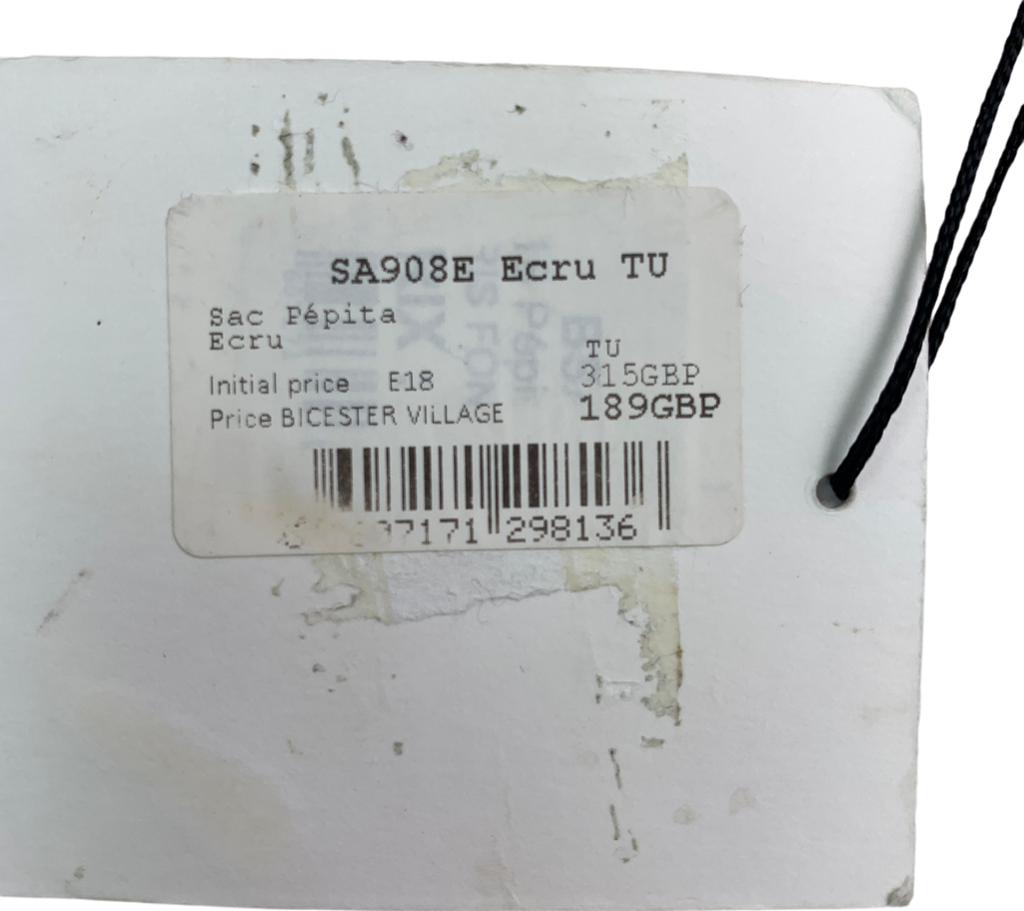 SA908E Ecru TU
Sac Pépita
Ecru
TU
Initial price E18 315GBP
Price BICESTER VILLAGE 189GBP
298136